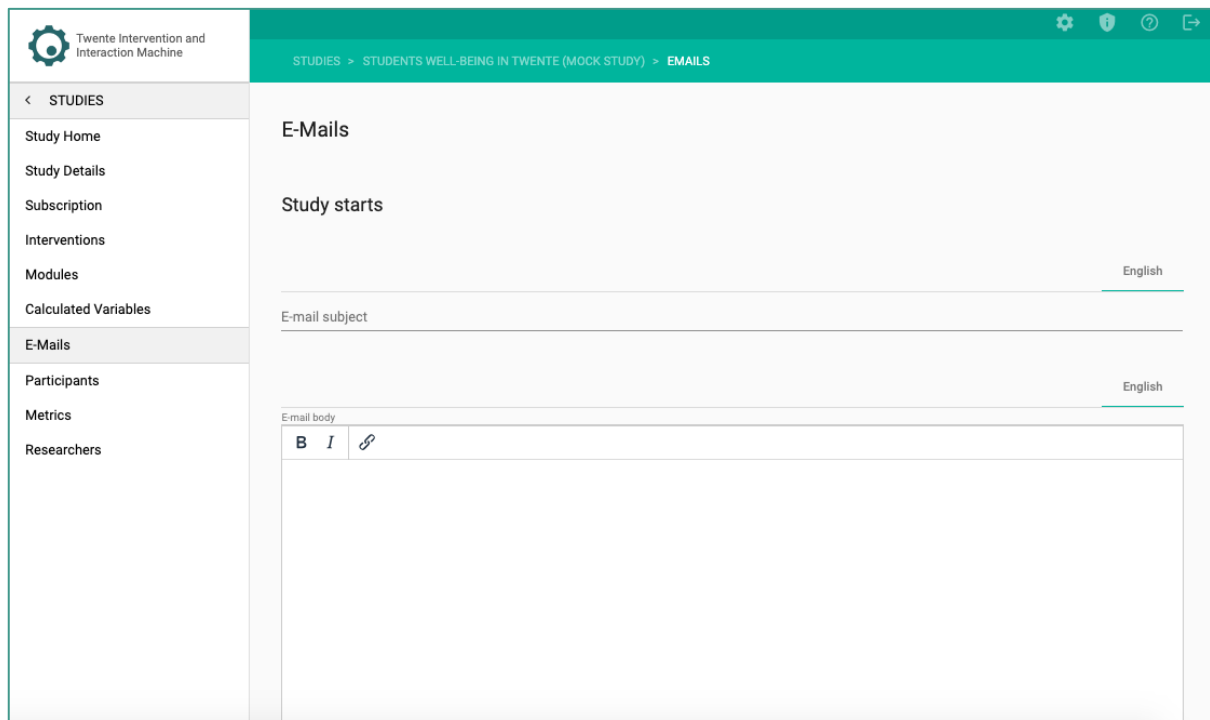 Twente Intervention and
Interaction Machine
STUDIES > STUDENTS WELL-BEING IN TWENTE (MOCK STUDY) > EMAILS
< STUDIES
Study Home
Study Details
Subscription
Interventions
Modules
Calculated Variables
E-Mails
Participants
Metrics
Researchers
E-Mails
Study starts
English
E-mail subject
English
E-mail body
B I